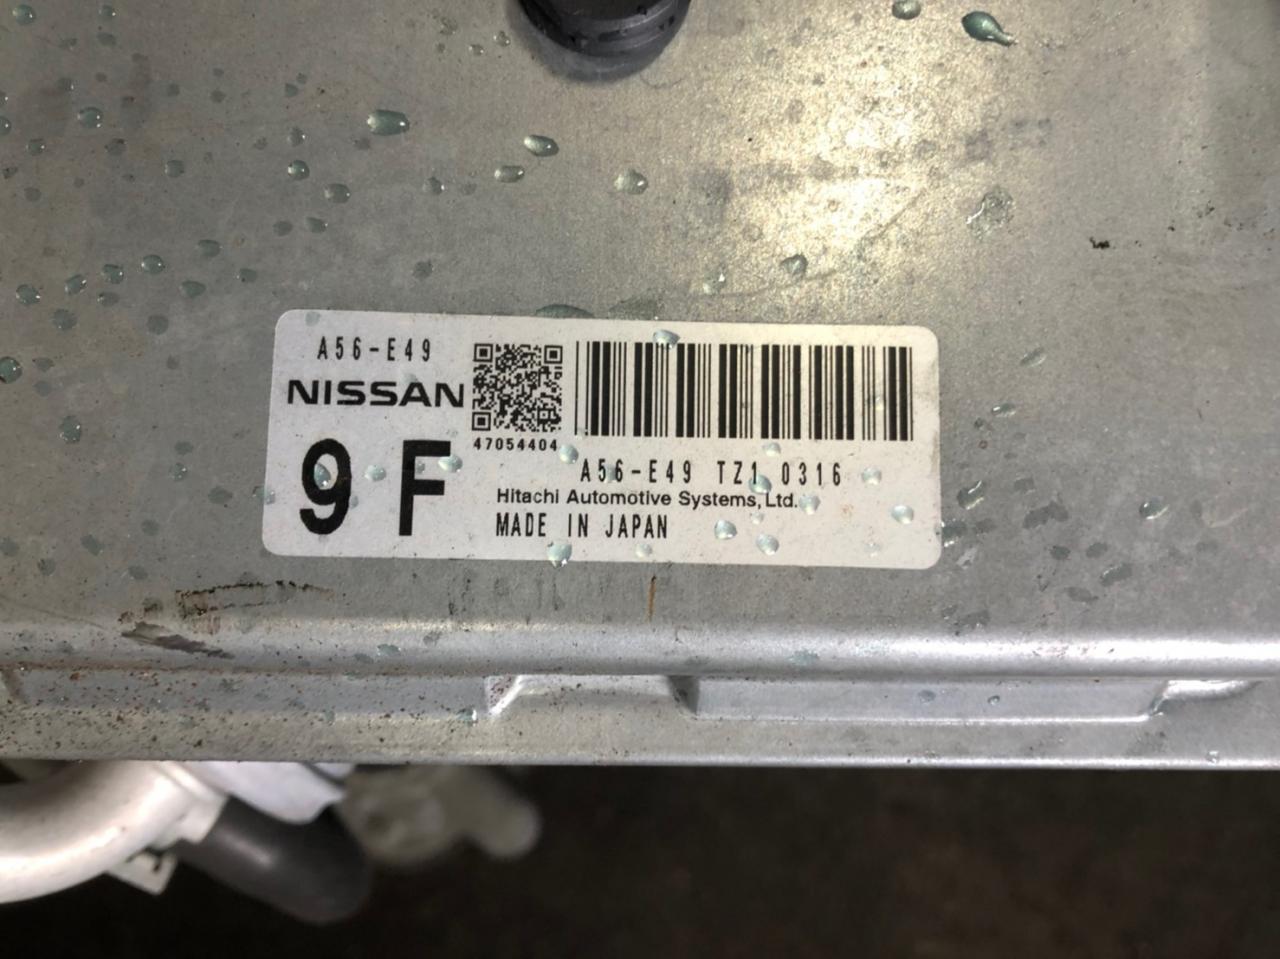 A56-E49
NISSAN
9 F
47054404
A56-E49 TZ1 0316
Hitachi Automotive Systems, Ltd.
MADE IN JAPAN